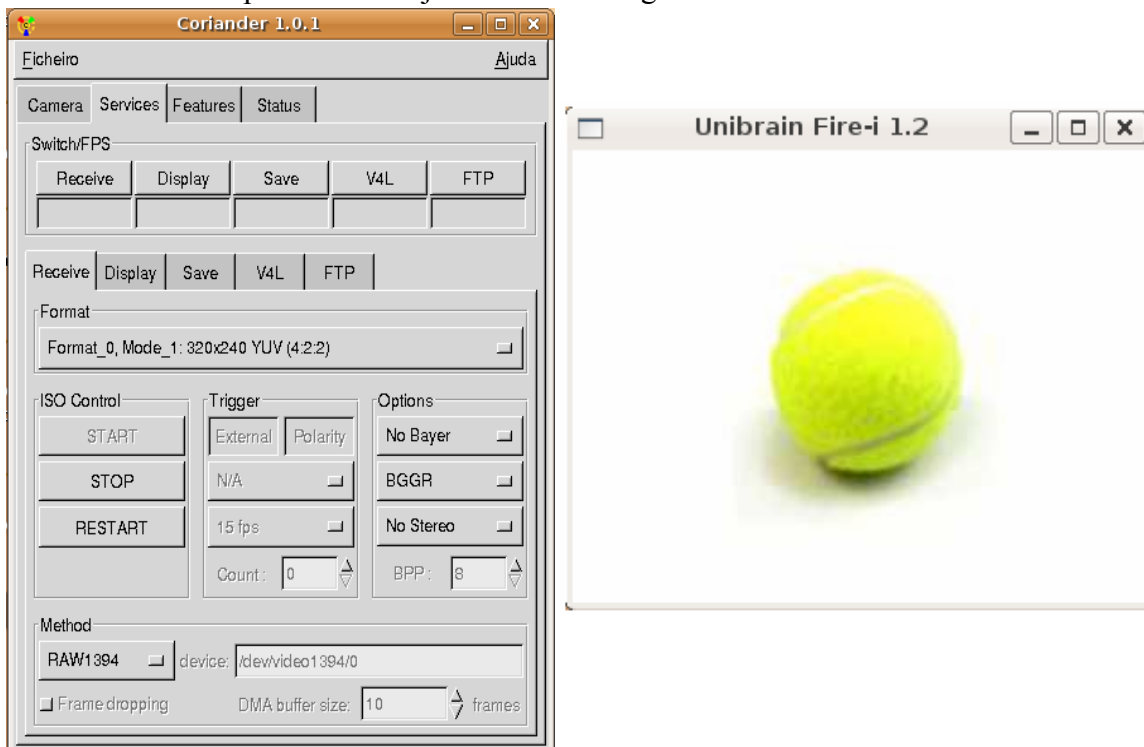 Coriander 1.0.1
Ficheiro Ajuda
Camera Services Features Status
Switch/FPS
Receive Display Save V4L FTP
Receive Display Save V4L FTP
Format
Format_0, Mode_1: 320x240 YUV (4:2:2)
ISO Control Trigger Options
START External Polarity No Bayer
STOP N/A BGGR
RESTART 15 fps No Stereo
Count : 0 BPP : 8
Method
RAW1394 device: /dev/video1394/0
Frame dropping DMA buffer size: 10 frames
Unibrain Fire-i 1.2